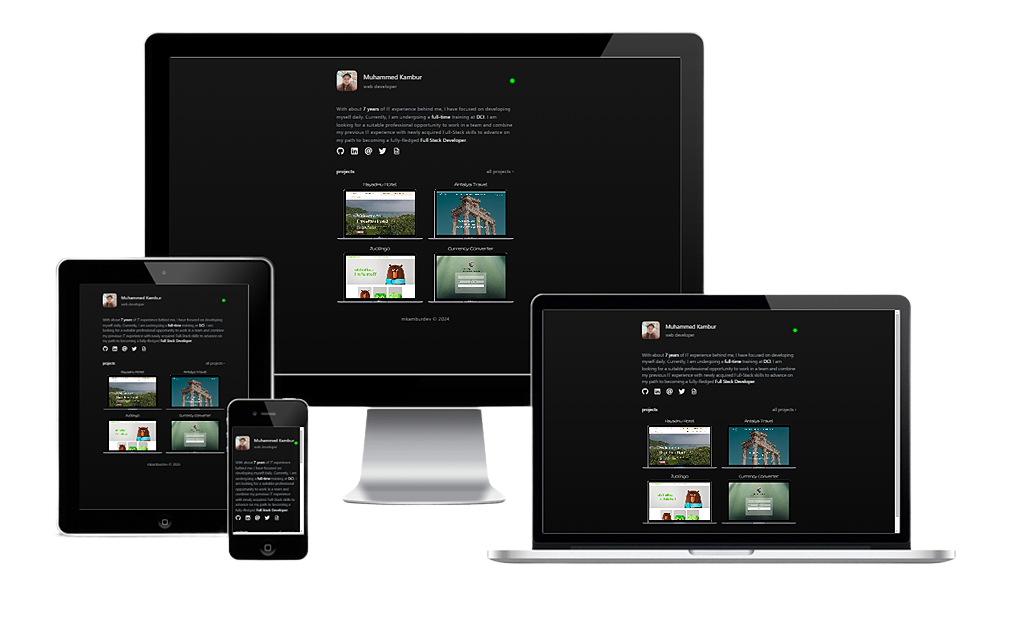 Muhammed Kambur
web developer
With about 7 years of IT experience behind me, I have focused on developing
myself daily. Currently, I am undergoing a full-time training at DCI. I am
looking for a suitable professional opportunity to work in a team and combine
my previous IT experience with newly acquired Full-Stack skills to advance on
my path to becoming a fully-fledged Full Stack Developer.
projects
all projects ›
Antalya Travel
Currency Converter
mkamburdev © 2024
Muhammed Kambur
web developer
With about 7 years of IT experience behind me, I have focused on developing
myself daily. Currently, I am undergoing a full-time training at DCI. I am
looking for a suitable professional opportunity to work in a team and combine
my previous IT experience with newly acquired Full-Stack skills to advance on
my path to becoming a fully-fledged Full Stack Developer.
projects
all projects ›
Antalya Travel
Currency Converter
mkamburdev © 2024
Muhammed Kambur
web developer
With about 7 years of IT experience
behind me, I have focused on
developing myself daily. Currently, I am
undergoing a full-time training at DCI. I
am looking for a suitable professional
opportunity to work in a team and
combine my previous IT experience
with newly acquired Full-Stack skills to
advance on my path to becoming a
fully-fledged Full Stack Developer.
Muhammed Kambur
web developer
With about 7 years of IT experience behind me, I have focused on developing
myself daily. Currently, I am undergoing a full-time training at DCI. I am
looking for a suitable professional opportunity to work in a team and combine
my previous IT experience with newly acquired Full-Stack skills to advance on
my path to becoming a fully-fledged Full Stack Developer.
projects
all projects ›
Antalya Travel
Currency Converter